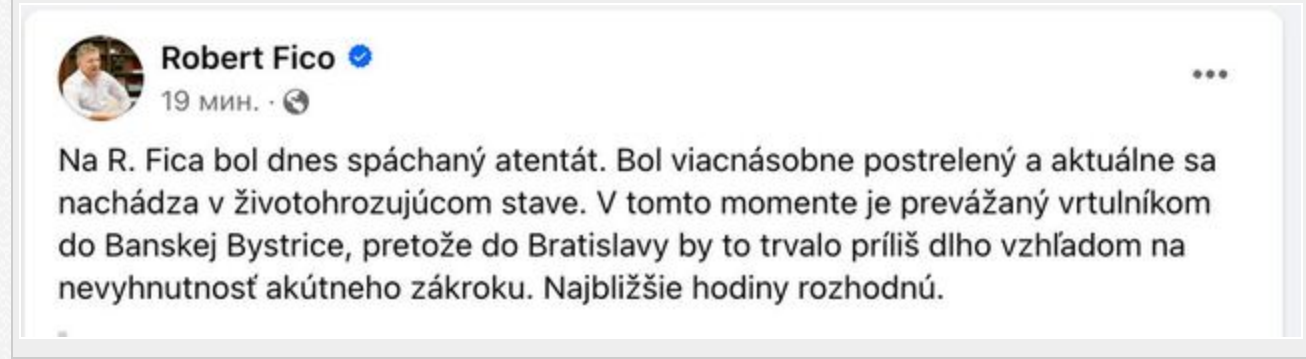 Robert Fico
19 мин. ·
Na R. Fica bol dnes spáchaný atentát. Bol viacnásobne postrelený a aktuálne sa
nachádza v životohrozujúcom stave. V tomto momente je prevážaný vrtulníkom
do Banskej Bystrice, pretože do Bratislavy by to trvalo príliš dlho vzhľadom na
nevyhnutnosť akútneho zákroku. Najbližšie hodiny rozhodnú.